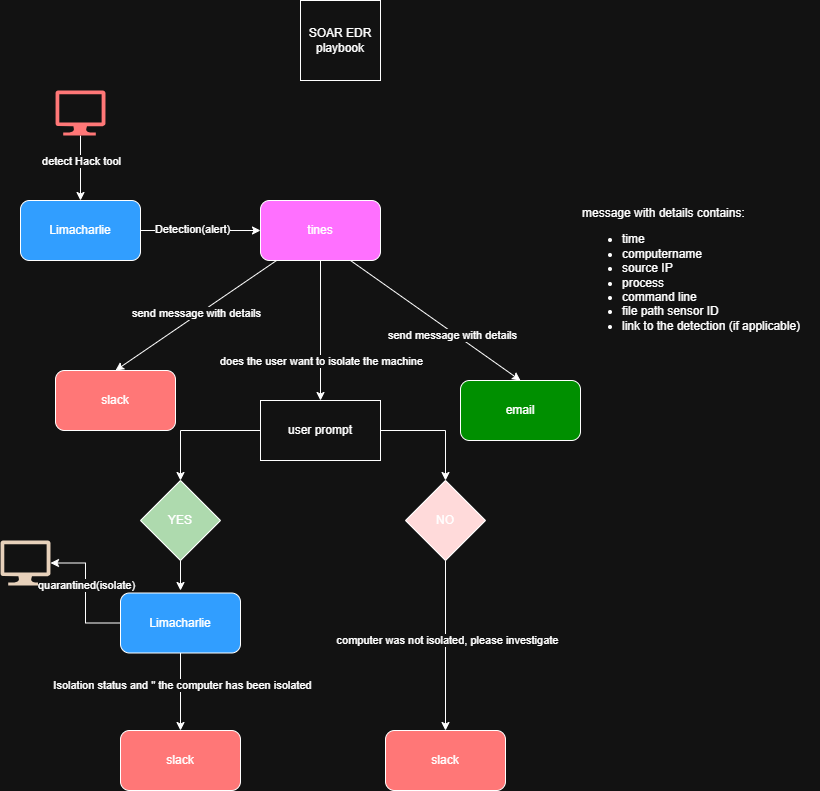 SOAR EDR
playbook
detect Hack tool
Limacharlie
Detection(alert)
tines
message with details contains:
time
computername
source IP
process
command line
file path sensor ID
link to the detection (if applicable)
send message with details
send message with details
does the user want to isolate the machine
slack
email
user prompt
YES
NO
quarantined(isolate)
Limacharlie
computer was not isolated, please investigate
Isolation status and " the computer has been isolated
slack
slack